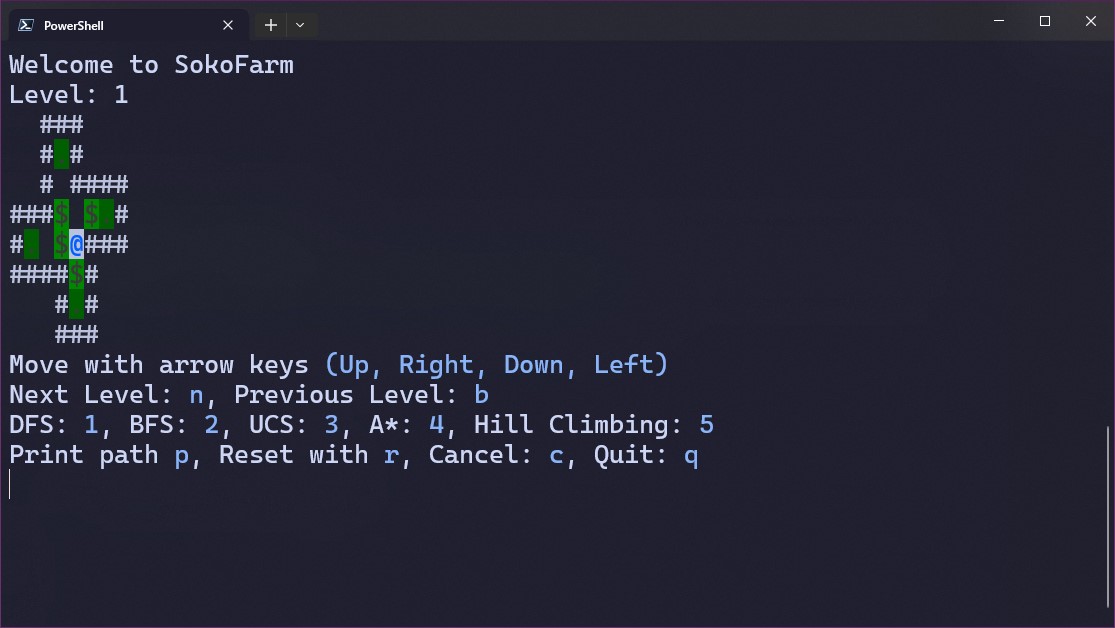 PowerShell
Welcome to SokoFarm
Level: 1
  ###
  # #
  # ####
###$ $ #
#  $@###
####$#
   # #
   ###
Move with arrow keys (Up, Right, Down, Left)
Next Level: n, Previous Level: b
DFS: 1, BFS: 2, UCS: 3, A*: 4, Hill Climbing: 5
Print path p, Reset with r, Cancel: c, Quit: q